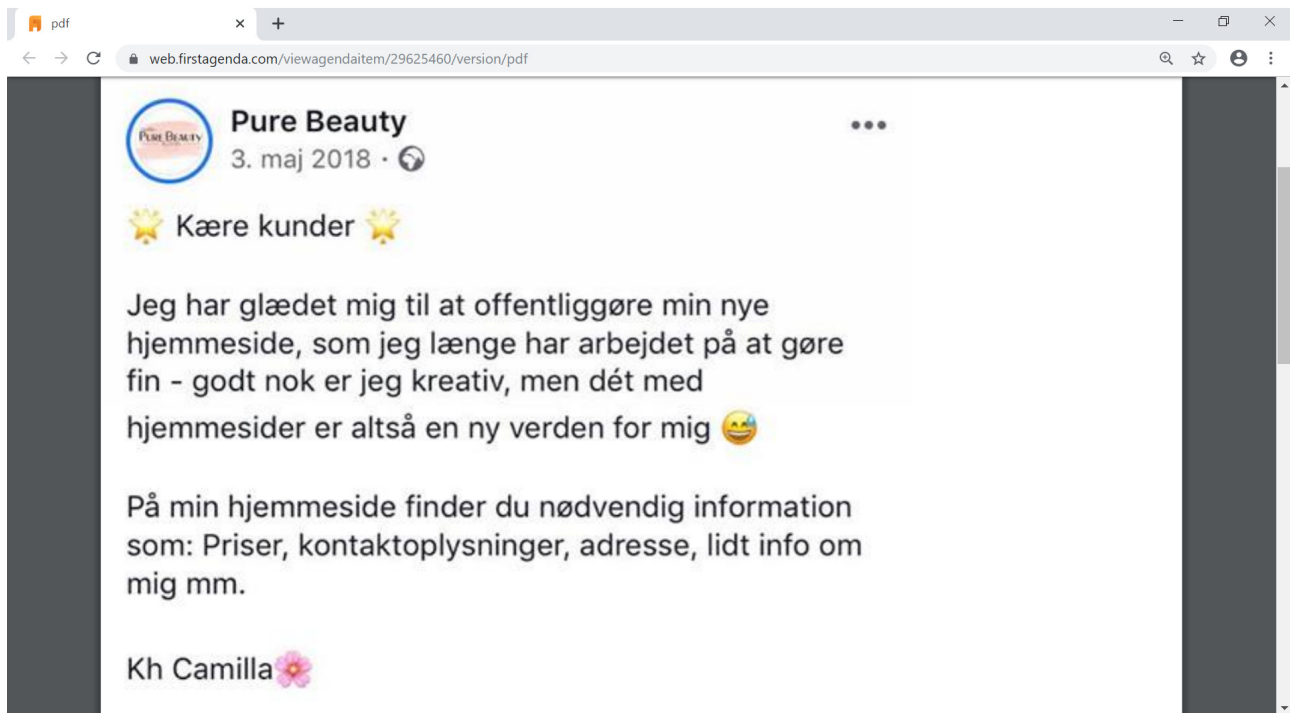 pdf
web.firstagenda.com/viewagendaitem/29625460/version/pdf
PURE BEAUTY
Pure Beauty
3. maj 2018 ·
🌟 Kære kunder 🌟
Jeg har glædet mig til at offentliggøre min nye
hjemmeside, som jeg længe har arbejdet på at gøre
fin - godt nok er jeg kreativ, men dét med
hjemmesider er altså en ny verden for mig 😅
På min hjemmeside finder du nødvendig information
som: Priser, kontaktoplysninger, adresse, lidt info om
mig mm.
Kh Camilla🌸